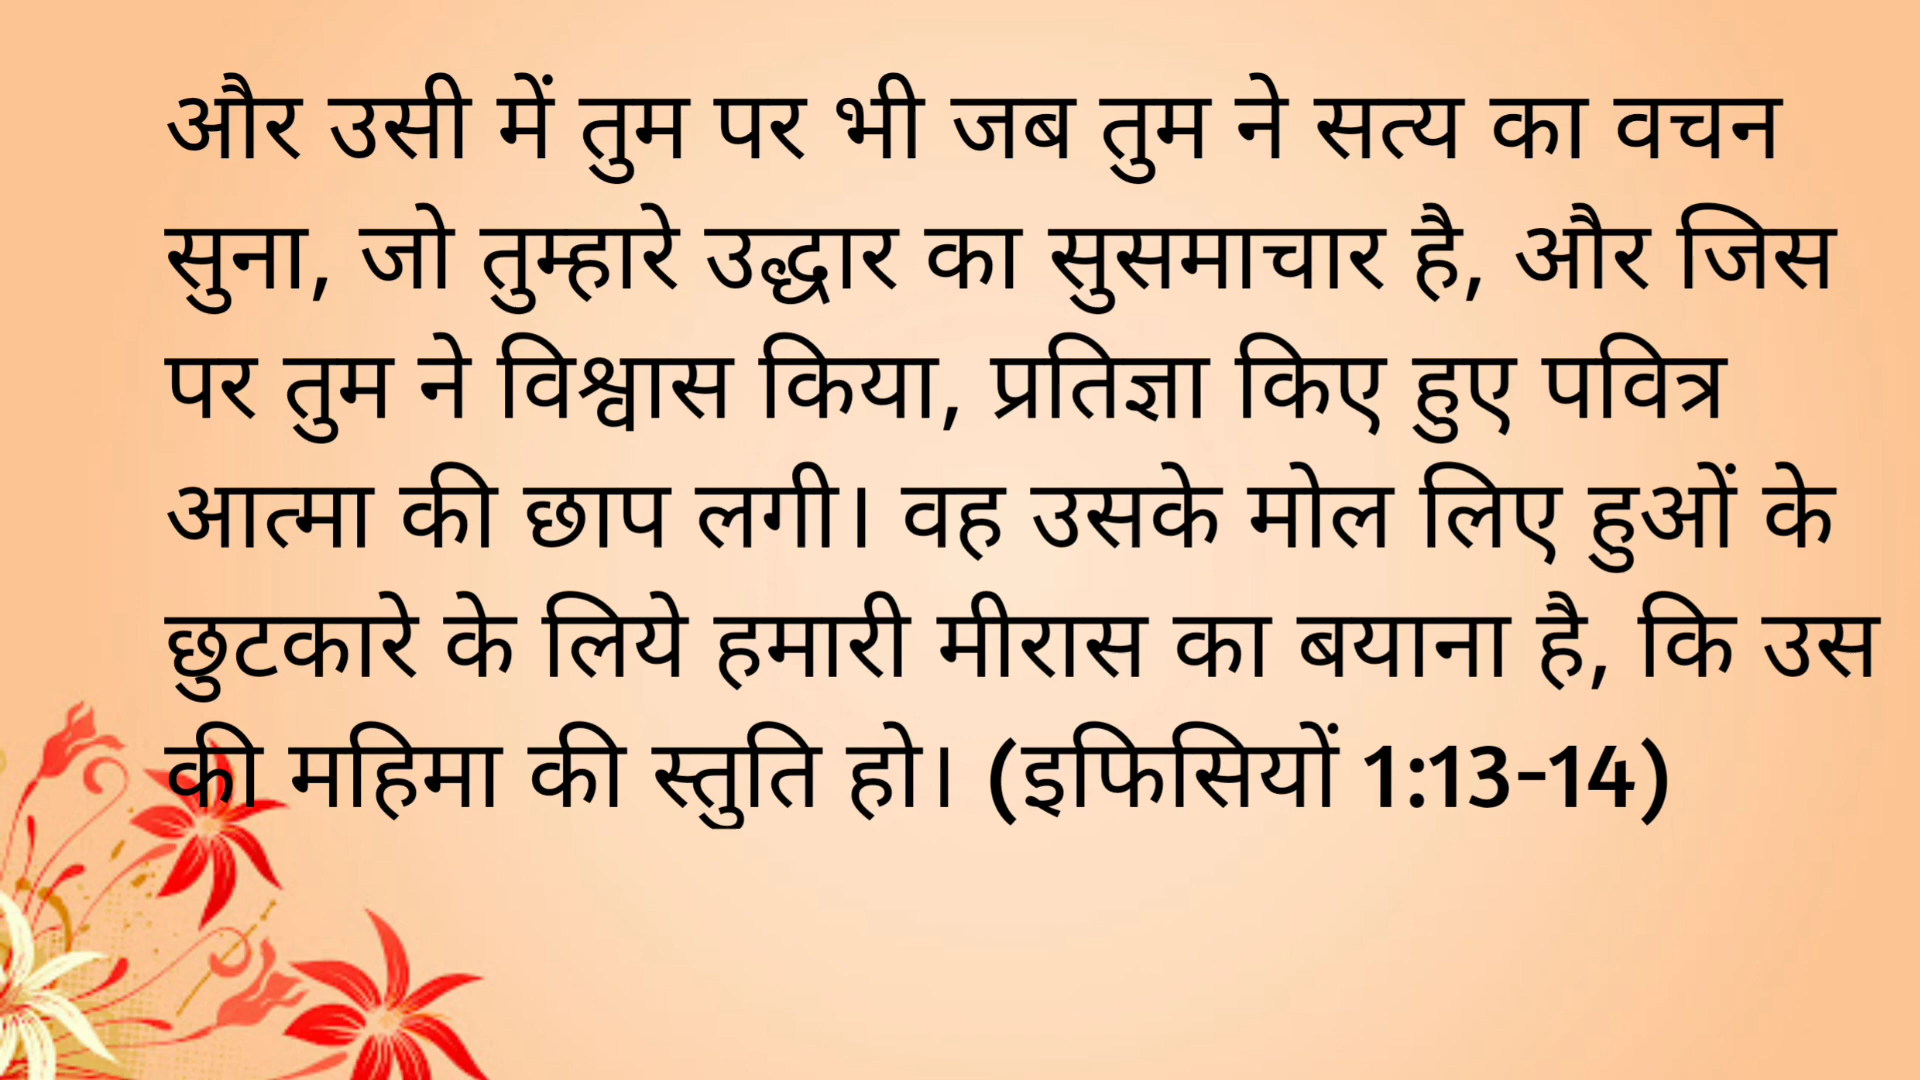 और उसी में तुम पर भी जब तुम ने सत्य का वचन
सुना, जो तुम्हारे उद्धार का सुसमाचार है, और जिस
पर तुम ने विश्वास किया, प्रतिज्ञा किए हुए पवित्र
आत्मा की छाप लगी। वह उसके मोल लिए हुओं के
छुटकारे के लिये हमारी मीरास का बयाना है, कि उस
की महिमा की स्तुति हो। (इफिसियों 1:13-14)